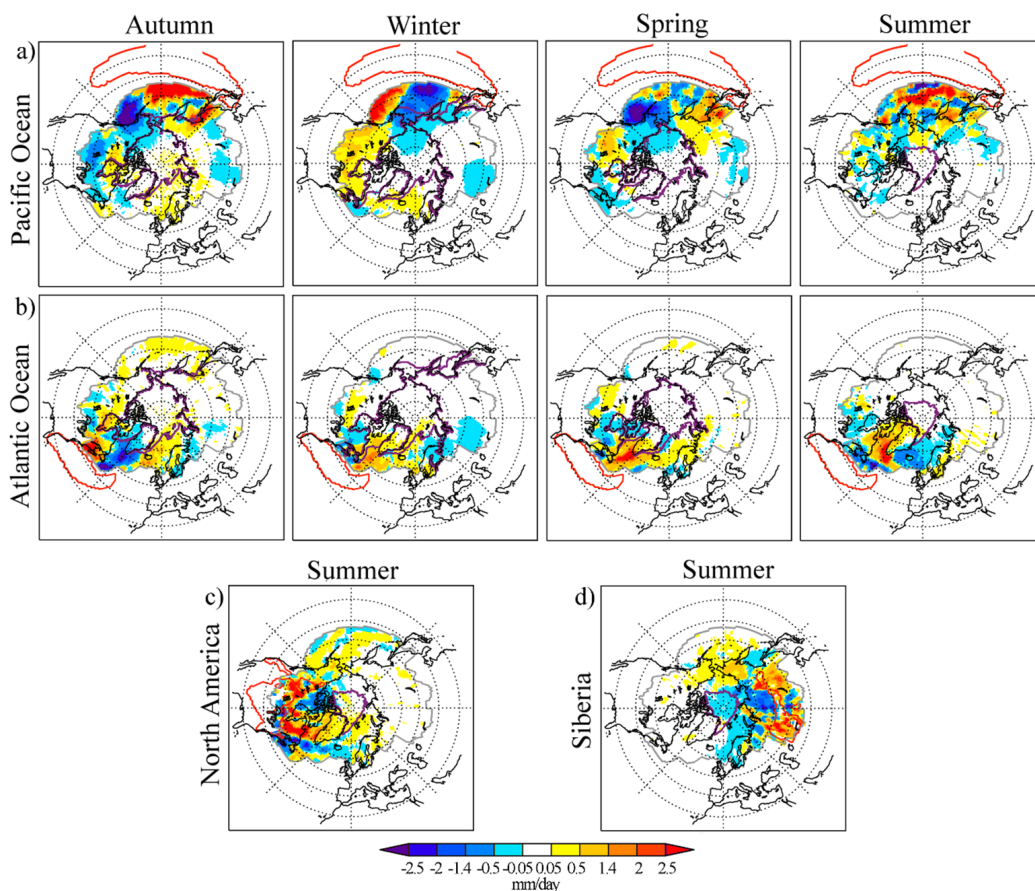 Autumn Winter Spring Summer
a)
Pacific Ocean
b)
Atlantic Ocean
Summer Summer
c) d)
North America
Siberia
-2.5 -2 -1.4 -0.5 -0.05 0.05 0.5 1.4 2 2.5
mm/day